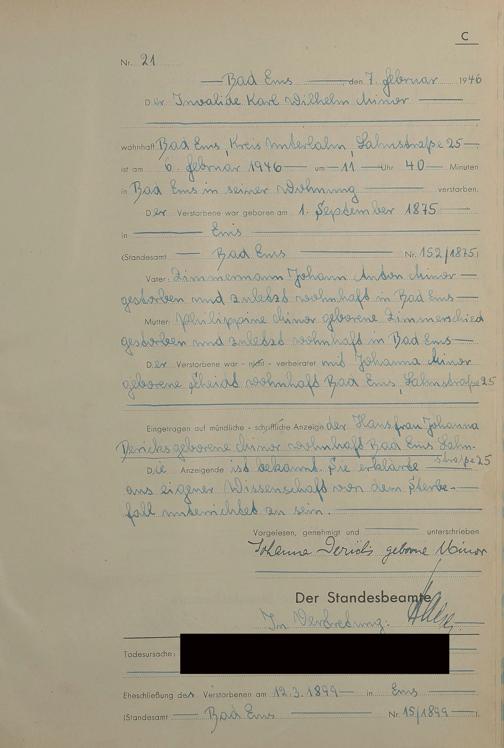 C
Nr. 21
Bad Ems den 7. Februar 1946
Der Invalide Karl Wilhelm Minor
wohnhaft Bad Ems, Kreis Unterlahn, Lahnstraße 25
ist am 6. Februar 1946 um 11 Uhr 40 Minuten
in Bad Ems in seiner Wohnung verstorben.
Der Verstorbene war geboren am 1. September 1875
in Ems
(Standesamt Bad Ems Nr. 152/1875)
Vater: Zimmermann Johann Anton Minor
gestorben und zuletzt wohnhaft in Bad Ems
Mutter: Philippine Minor geborene Zimmerschied
gestorben und zuletzt wohnhaft in Bad Ems
Der Verstorbene war - nicht - verheiratet mit Johanna Minor
geborene Scheid wohnhaft Bad Ems, Lahnstraße 25
Eingetragen auf mündliche - schriftliche Anzeige der Hausfrau Johanna
Derichs geborene Minor wohnhaft Bad Ems Lahn-
straße 25
Die Anzeigende ist bekannt. Sie erklärte
aus eigener Wissenschaft von dem Sterbe-
fall unterrichtet zu sein.
Vorgelesen, genehmigt und unterschrieben
Johanna Derichs geborne Minor
Der Standesbeamte
In Vertretung:
Todesursache:
Eheschließung des Verstorbenen am 12.3.1899 in Ems
(Standesamt Bad Ems Nr. 15/1899).